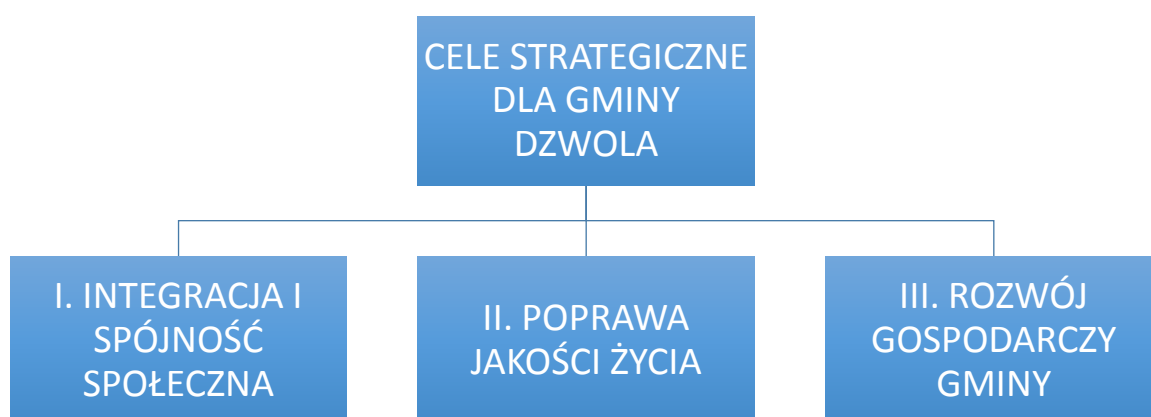 CELE STRATEGICZNE
DLA GMINY
DZWOLA
I. INTEGRACJA I
SPÓJNOŚĆ
SPOŁECZNA
II. POPRAWA
JAKOŚCI ŻYCIA
III. ROZWÓJ
GOSPODARCZY
GMINY